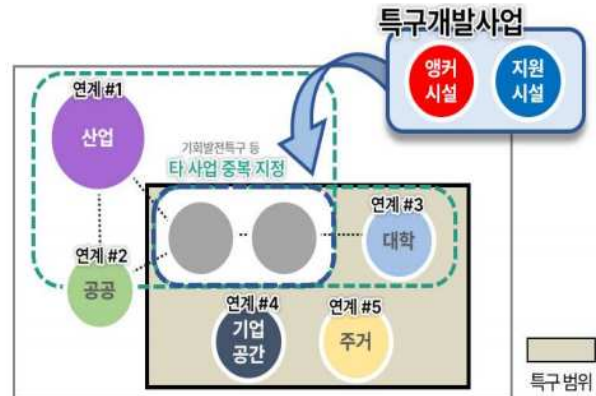 특구개발사업
앵커
시설
지원
시설
연계 #1
산업
기회발전특구 등
타 사업 중복 지정
연계 #2
공공
연계 #3
대학
연계 #4
기업
공간
연계 #5
주거
특구 범위